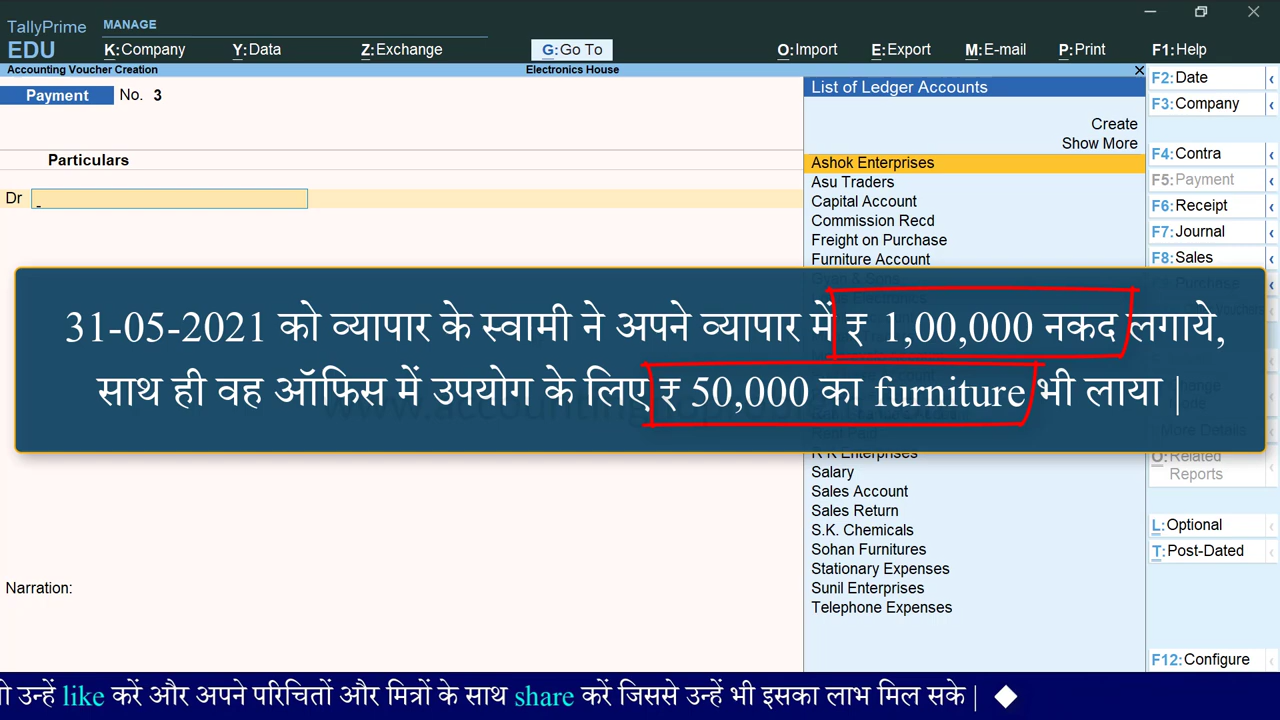 TallyPrime
EDU
MANAGE
K:Company
Y:Data
Z:Exchange
G:Go To
O:Import
E:Export
M:E-mail
P:Print
F1:Help
Accounting Voucher Creation
Electronics House
Payment No. 3
Particulars
Dr
List of Ledger Accounts
Create
Show More
Ashok Enterprises
Asu Traders
Capital Account
Commission Recd
Freight on Purchase
Furniture Account
31-05-2021 को व्यापार के स्वामी ने अपने व्यापार में ₹ 1,00,000 नकद लगाये,
साथ ही वह ऑफिस में उपयोग के लिए ₹ 50,000 का furniture भी लाया |
R K Enterprises
Salary
Sales Account
Sales Return
S.K. Chemicals
Sohan Furnitures
Stationary Expenses
Sunil Enterprises
Telephone Expenses
Narration:
F2:Date
F3:Company
F4:Contra
F5:Payment
F6:Receipt
F7:Journal
F8:Sales
More Details
O:Related
Reports
L:Optional
T:Post-Dated
F12:Configure
उन्हें like करें और अपने परिचितों और मित्रों के साथ share करें जिससे उन्हें भी इसका लाभ मिल सके |